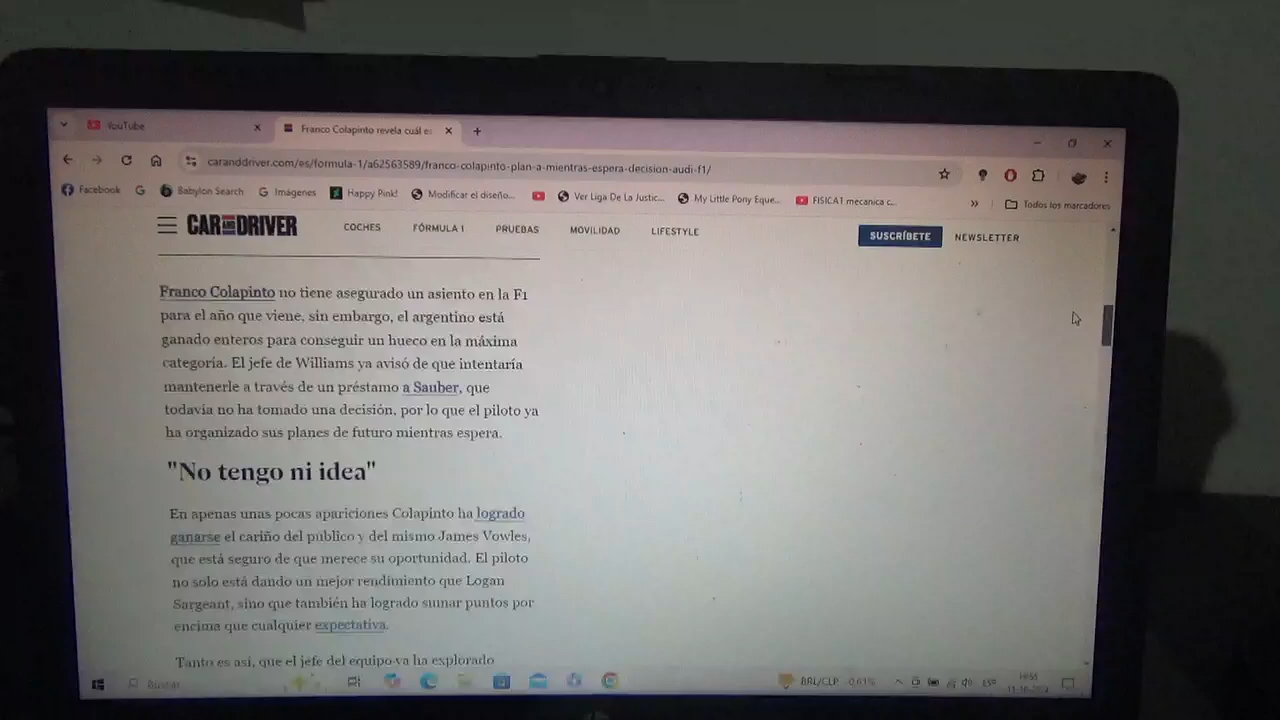 YouTube
Franco Colapinto revela cuál es
caranddriver.com/es/formula-1/a62563589/franco-colapinto-plan-a-mientras-espera-decision-audi-f1/
Facebook
Babylon Search
Imágenes
Happy Pink!
Modificar el diseño...
Ver Liga De La Justic...
My Little Pony Eque...
FISICA1 mecanica c...
Todos los marcadores
CAR AND DRIVER
COCHES
FÓRMULA 1
PRUEBAS
MOVILIDAD
LIFESTYLE
SUSCRÍBETE
NEWSLETTER
Franco Colapinto no tiene asegurado un asiento en la F1
para el año que viene, sin embargo, el argentino está
ganado enteros para conseguir un hueco en la máxima
categoría. El jefe de Williams ya avisó de que intentaría
mantenerle a través de un préstamo a Sauber, que
todavía no ha tomado una decisión, por lo que el piloto ya
ha organizado sus planes de futuro mientras espera.
"No tengo ni idea"
En apenas unas pocas apariciones Colapinto ha logrado
ganarse el cariño del público y del mismo James Vowles,
que está seguro de que merece su oportunidad. El piloto
no solo está dando un mejor rendimiento que Logan
Sargeant, sino que también ha logrado sumar puntos por
encima que cualquier expectativa.
Tanto es así, que el jefe del equipo ya ha explorado
Buscar
BRL/CLP
ESP